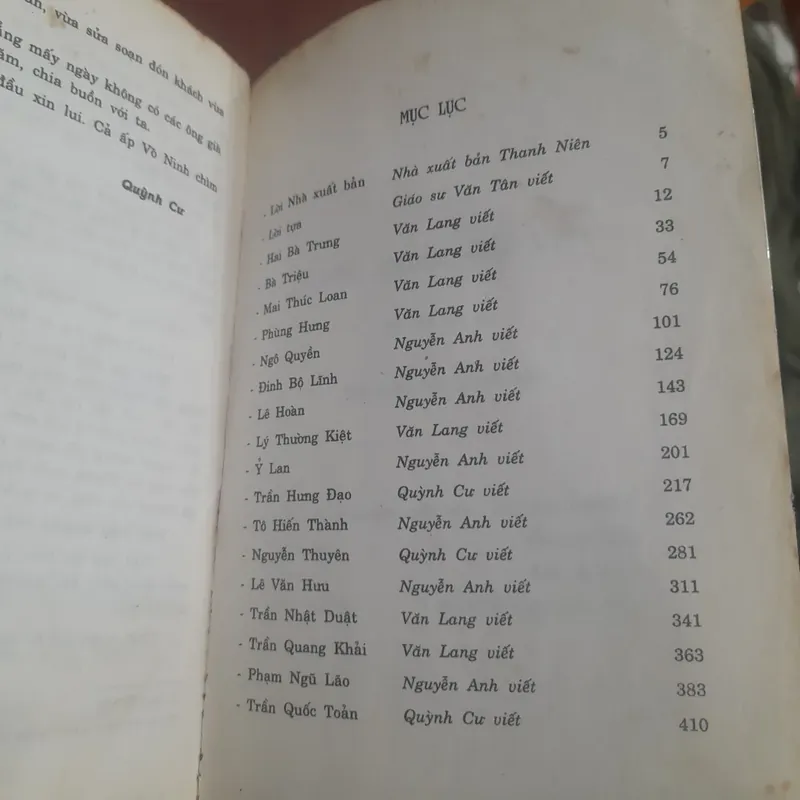 vừa sửa soạn đón khách vừa
mấy ngày không có các ông già
chia buồn với ta.
đầu xin lui. Cả ấp Vò Ninh chìm
Quỳnh Cư
MỤC LỤC
. Lời Nhà xuất bản Nhà xuất bản Thanh Niên 5
. Lời tựa Giáo sư Văn Tân viết 7
. Hai Bà Trưng Văn Lang viết 12
. Bà Triệu Văn Lang viết 33
. Mai Thúc Loan Văn Lang viết 54
. Phùng Hưng Văn Lang viết 76
. Ngô Quyền Nguyễn Anh viết 101
. Đinh Bộ Lĩnh Nguyễn Anh viết 124
. Lê Hoàn Nguyễn Anh viết 143
- Lý Thường Kiệt Văn Lang viết 169
- Ỷ Lan Nguyễn Anh viết 201
- Trần Hưng Đạo Quỳnh Cư viết 217
- Tô Hiến Thành Nguyễn Anh viết 262
- Nguyễn Thuyên Quỳnh Cư viết 281
- Lê Văn Hưu Nguyễn Anh viết 311
- Trần Nhật Duật Văn Lang viết 341
- Trần Quang Khải Văn Lang viết 363
- Phạm Ngũ Lão Nguyễn Anh viết 383
- Trần Quốc Toản Quỳnh Cư viết 410